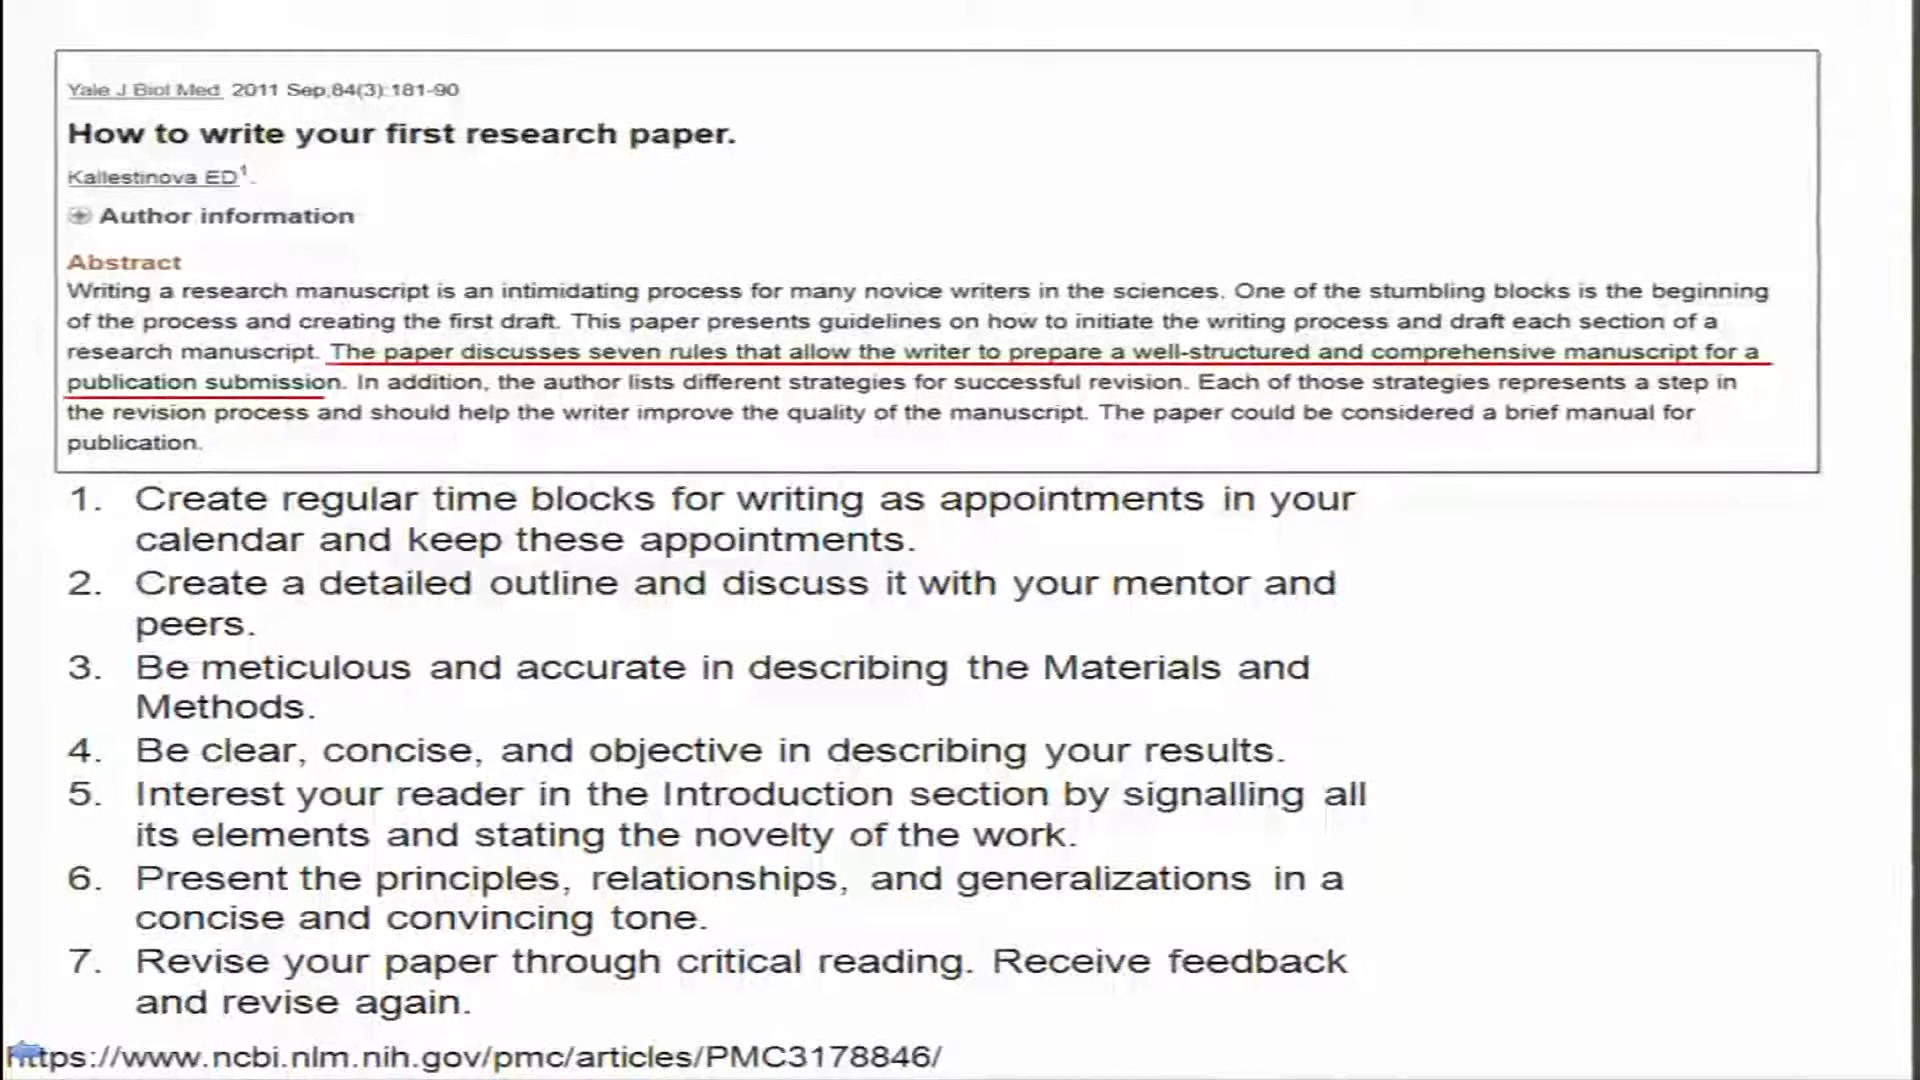 Yale J Biol Med. 2011 Sep;84(3):181-90
How to write your first research paper.
Kallestinova ED1.
Author information
Abstract
Writing a research manuscript is an intimidating process for many novice writers in the sciences. One of the stumbling blocks is the beginning
of the process and creating the first draft. This paper presents guidelines on how to initiate the writing process and draft each section of a
research manuscript. The paper discusses seven rules that allow the writer to prepare a well-structured and comprehensive manuscript for a
publication submission. In addition, the author lists different strategies for successful revision. Each of those strategies represents a step in
the revision process and should help the writer improve the quality of the manuscript. The paper could be considered a brief manual for
publication.
1. Create regular time blocks for writing as appointments in your
calendar and keep these appointments.
2. Create a detailed outline and discuss it with your mentor and
peers.
3. Be meticulous and accurate in describing the Materials and
Methods.
4. Be clear, concise, and objective in describing your results.
5. Interest your reader in the Introduction section by signalling all
its elements and stating the novelty of the work.
6. Present the principles, relationships, and generalizations in a
concise and convincing tone.
7. Revise your paper through critical reading. Receive feedback
and revise again.
https://www.ncbi.nlm.nih.gov/pmc/articles/PMC3178846/